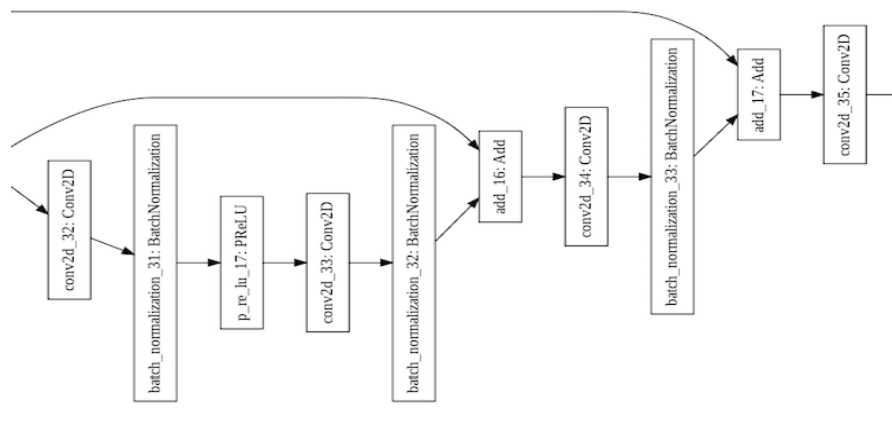 conv2d_32: Conv2D
batch_normalization_31: BatchNormalization
p_re_lu_17: PReLU
conv2d_33: Conv2D
batch_normalization_32: BatchNormalization
add_16: Add
conv2d_34: Conv2D
batch_normalization_33: BatchNormalization
add_17: Add
conv2d_35: Conv2D